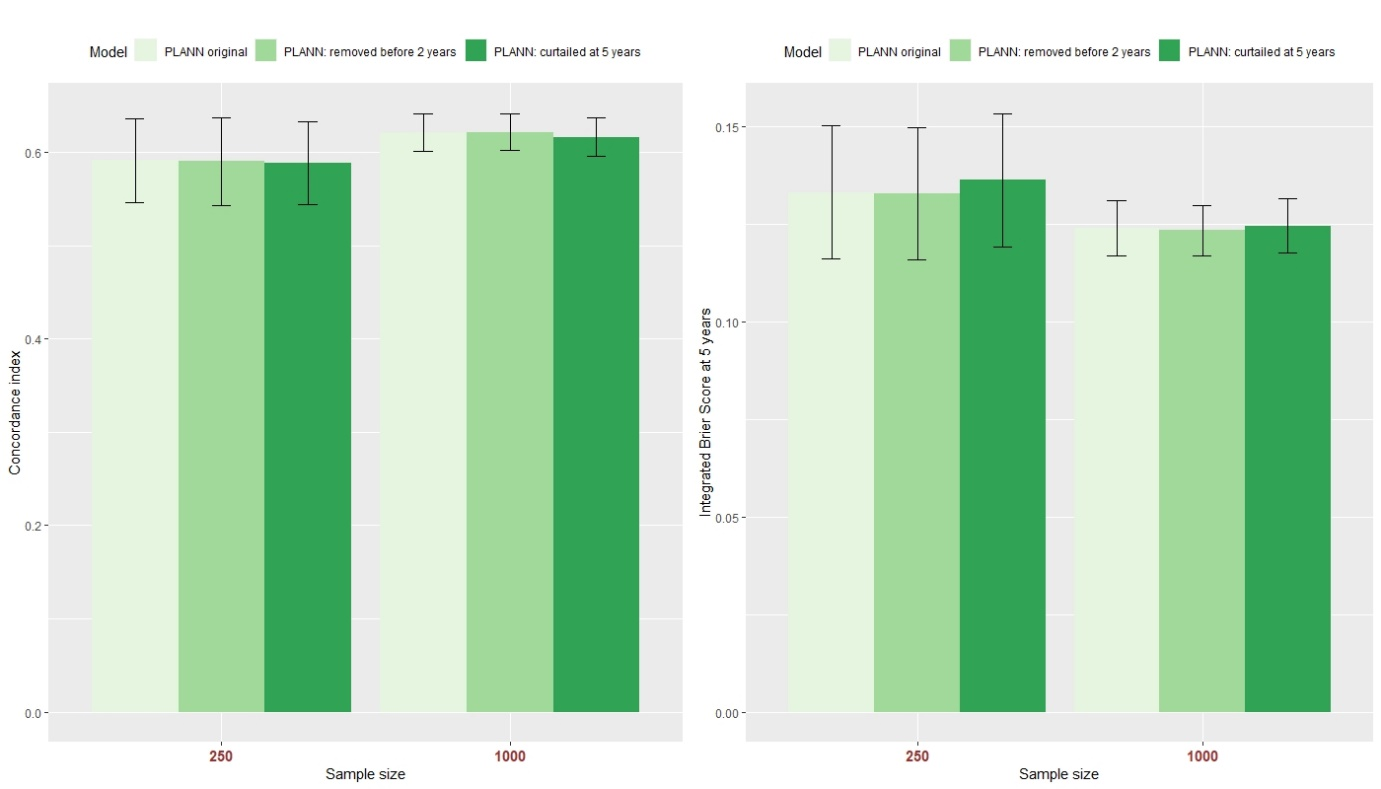 Model PLANN original PLANN: removed before 2 years PLANN: curtailed at 5 years
Concordance index
0.6
0.4
0.2
0.0
250 1000
Sample size
Model PLANN original PLANN: removed before 2 years PLANN: curtailed at 5 years
Integrated Brier Score at 5 years
0.15
0.10
0.05
0.00
250 1000
Sample size